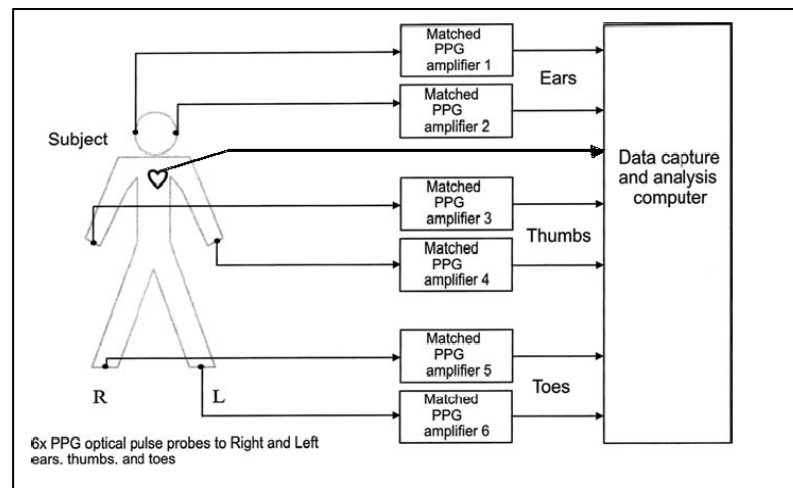 Matched
PPG
amplifier 1
Ears
Matched
PPG
amplifier 2
Subject
Data capture
and analysis
computer
Matched
PPG
amplifier 3
Thumbs
Matched
PPG
amplifier 4
Matched
PPG
amplifier 5
Toes
R L
Matched
PPG
amplifier 6
6x PPG optical pulse probes to Right and Left
ears. thumbs. and toes